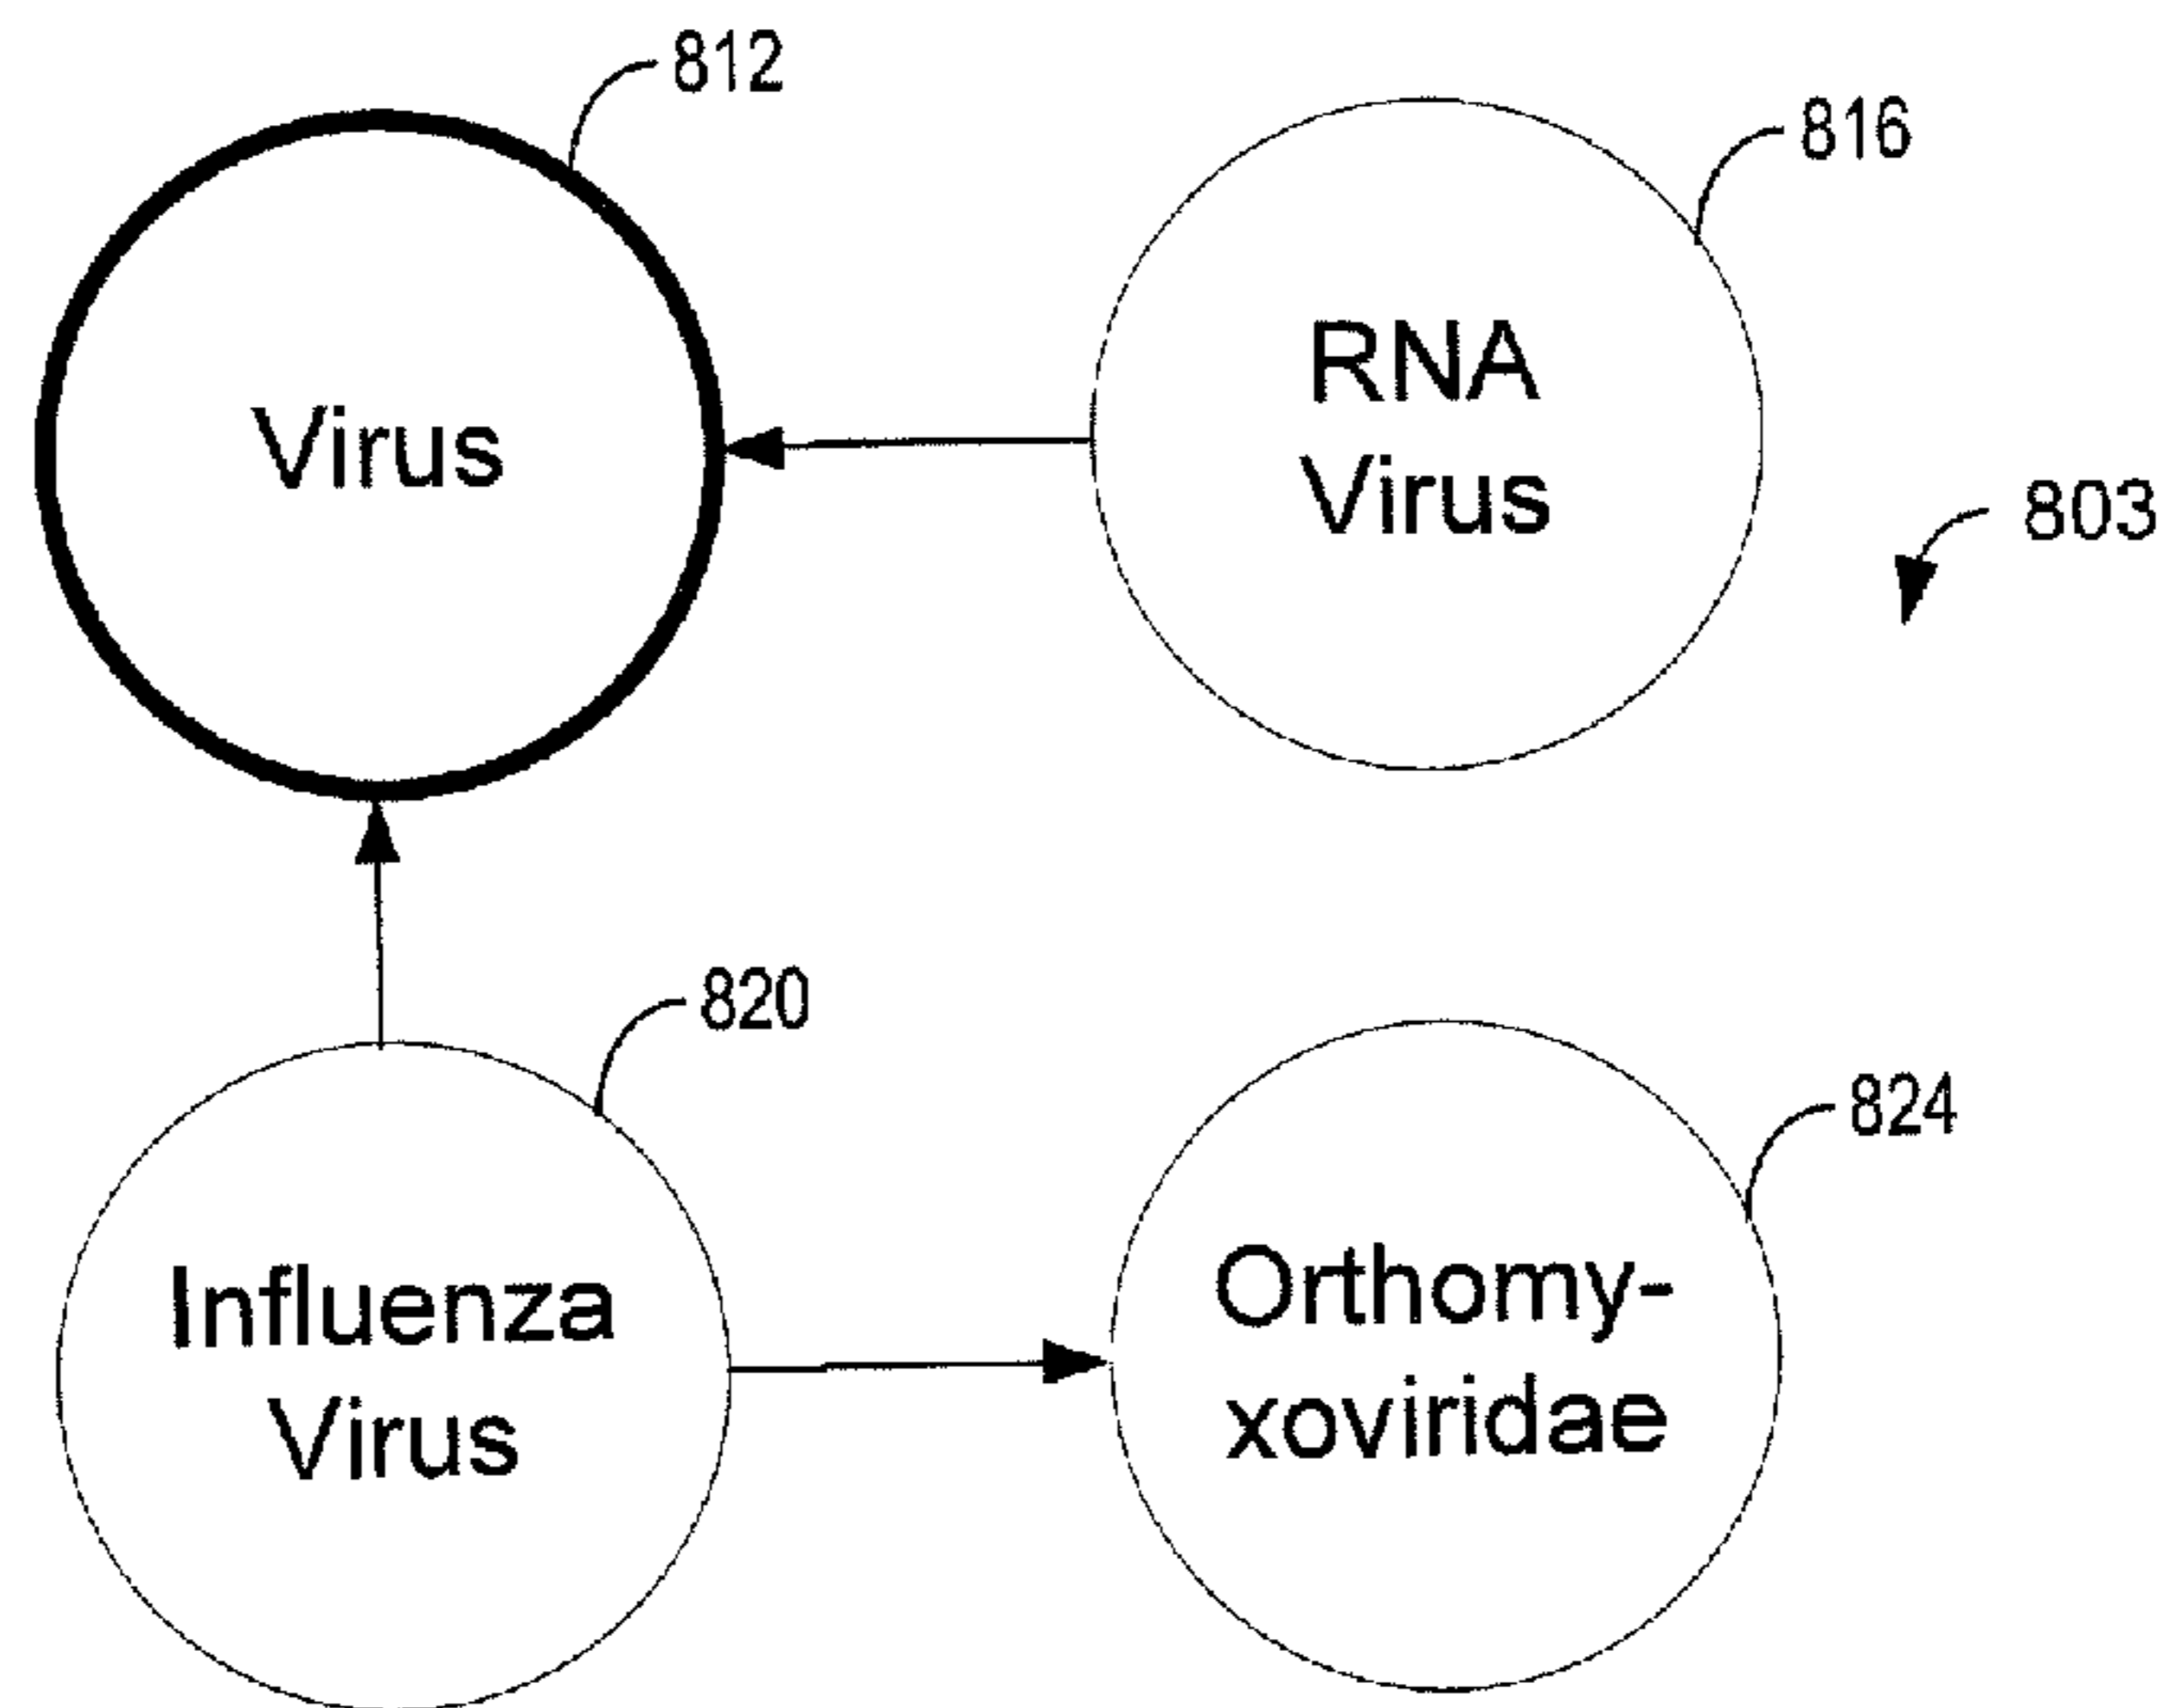 812
816
RNA
Virus
Virus
803
820
824
Influenza
Virus
Orthomy-
xoviridae